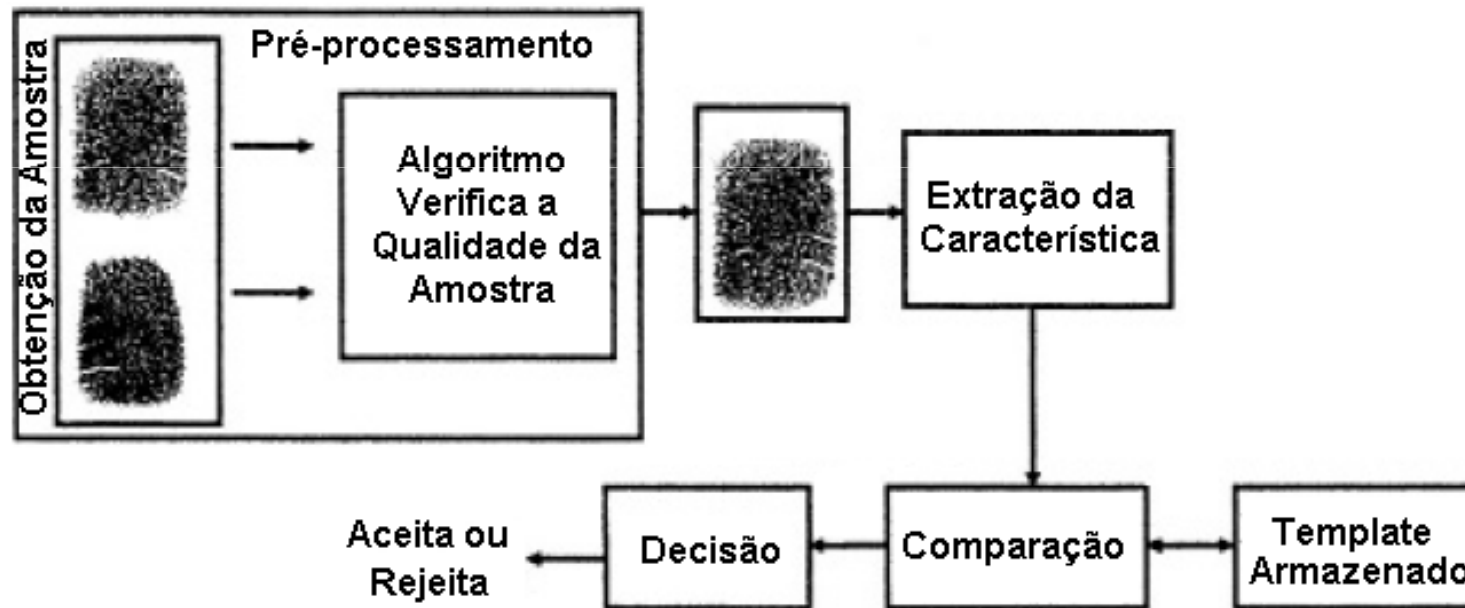 Obtenção da Amostra
Pré-processamento
Algoritmo
Verifica a
Qualidade da
Amostra
Extração da
Característica
Aceita ou
Rejeita
Decisão
Comparação
Template
Armazenado